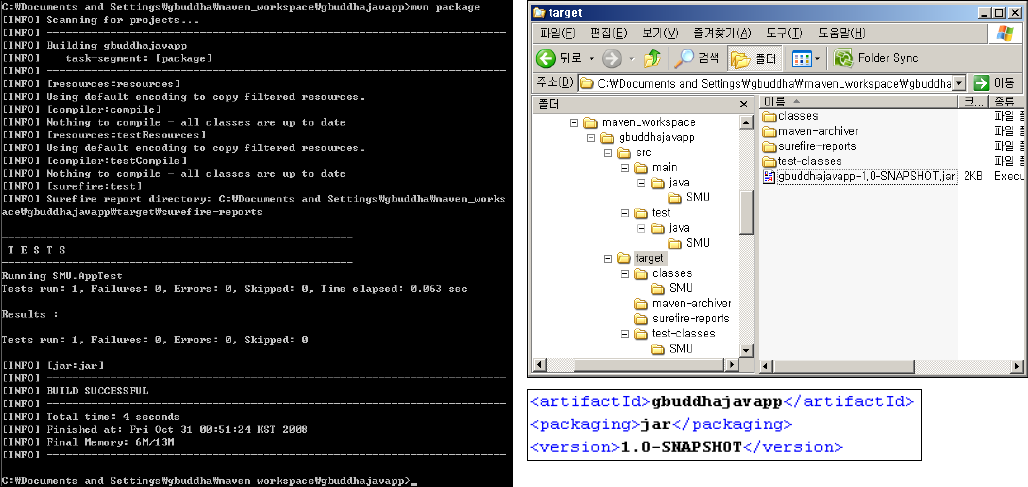 C:₩Documents and Settings₩gbuddha₩maven_workspace₩gbuddhajavapp>mvn package
[INFO] Scanning for projects...
[INFO] ------------------------------------------------------------------------
[INFO] Building gbuddhajavapp
[INFO]    task-segment: [package]
[INFO] ------------------------------------------------------------------------
[INFO] [resources:resources]
[INFO] Using default encoding to copy filtered resources.
[INFO] [compiler:compile]
[INFO] Nothing to compile - all classes are up to date
[INFO] [resources:testResources]
[INFO] Using default encoding to copy filtered resources.
[INFO] [compiler:testCompile]
[INFO] Nothing to compile - all classes are up to date
[INFO] [surefire:test]
[INFO] Surefire report directory: C:₩Documents and Settings₩gbuddha₩maven_works
ace₩gbuddhajavapp₩target₩surefire-reports
-------------------------------------------------------
 T E S T S
-------------------------------------------------------
Running SMU.AppTest
Tests run: 1, Failures: 0, Errors: 0, Skipped: 0, Time elapsed: 0.063 sec
Results :
Tests run: 1, Failures: 0, Errors: 0, Skipped: 0
[INFO] [jar:jar]
[INFO] ------------------------------------------------------------------------
[INFO] BUILD SUCCESSFUL
[INFO] ------------------------------------------------------------------------
[INFO] Total time: 4 seconds
[INFO] Finished at: Fri Oct 31 00:51:24 KST 2008
[INFO] Final Memory: 6M/13M
[INFO] ------------------------------------------------------------------------
C:₩Documents and Settings₩gbuddha₩maven_workspace₩gbuddhajavapp>_
target
파일(F) 편집(E) 보기(V) 즐겨찾기(A) 도구(T) 도움말(H)
뒤로 검색 폴더 Folder Sync
주소(D) C:₩Documents and Settings₩gbuddha₩maven_workspace₩gbuddha 이동
폴더
maven_workspace
gbuddhajavapp
src
main
java
SMU
test
java
SMU
target
classes
SMU
maven-archiver
surefire-reports
test-classes
SMU
이름 크... 종류
classes 파일
maven-archiver 파일
surefire-reports 파일
test-classes 파일
gbuddhajavapp-1.0-SNAPSHOT.jar 2KB Execu
<artifactId>gbuddhajavapp</artifactId>
<packaging>jar</packaging>
<version>1.0-SNAPSHOT</version>